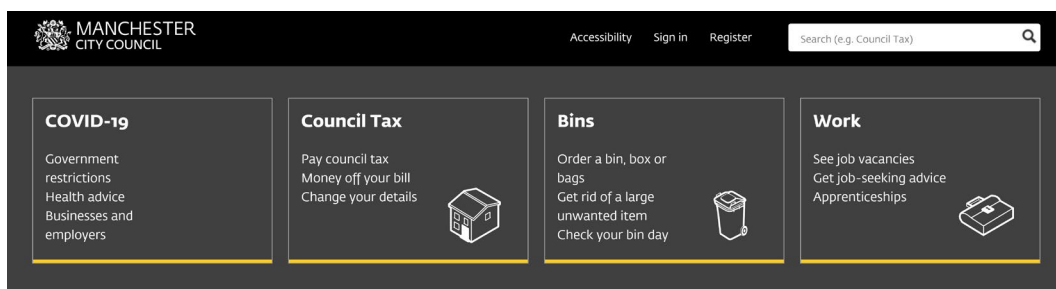 MANCHESTER
CITY COUNCIL
Accessibility Sign in Register Search (e.g. Council Tax)
COVID-19
Government
restrictions
Health advice
Businesses and
employers
Council Tax
Pay council tax
Money off your bill
Change your details
Bins
Order a bin, box or
bags
Get rid of a large
unwanted item
Check your bin day
Work
See job vacancies
Get job-seeking advice
Apprenticeships